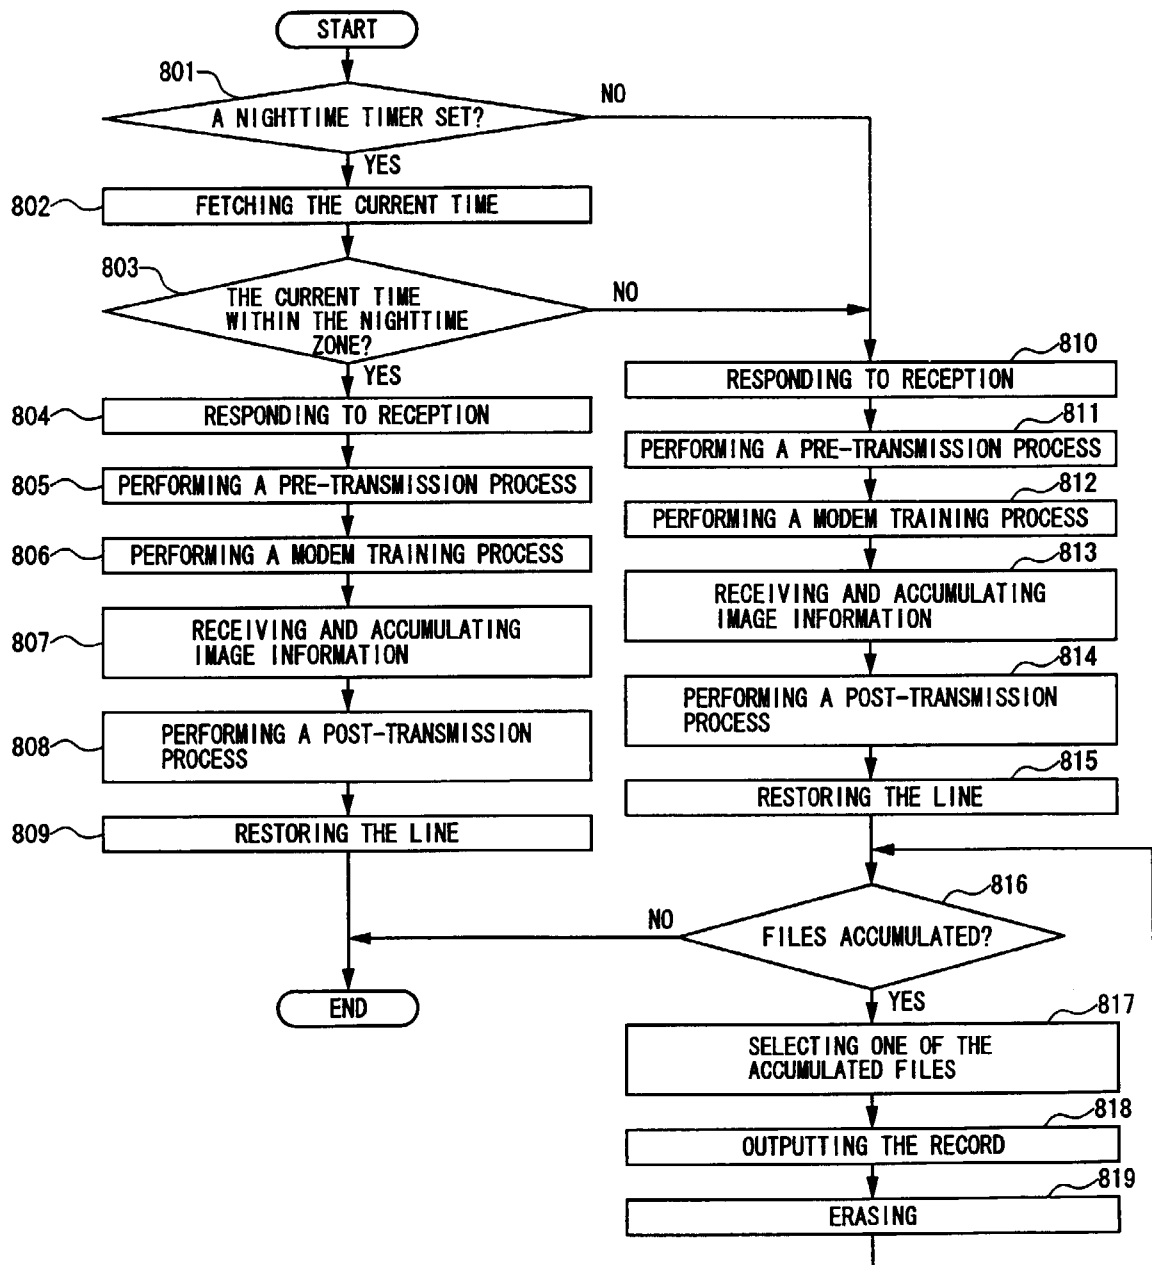 START
801
A NIGHTTIME TIMER SET?
NO
YES
802
FETCHING THE CURRENT TIME
803
THE CURRENT TIME
WITHIN THE NIGHTTIME
ZONE?
NO
YES
804
RESPONDING TO RECEPTION
805
PERFORMING A PRE-TRANSMISSION PROCESS
806
PERFORMING A MODEM TRAINING PROCESS
807
RECEIVING AND ACCUMULATING
IMAGE INFORMATION
808
PERFORMING A POST-TRANSMISSION
PROCESS
809
RESTORING THE LINE
END
810
RESPONDING TO RECEPTION
811
PERFORMING A PRE-TRANSMISSION PROCESS
812
PERFORMING A MODEM TRAINING PROCESS
813
RECEIVING AND ACCUMULATING
IMAGE INFORMATION
814
PERFORMING A POST-TRANSMISSION
PROCESS
815
RESTORING THE LINE
816
NO
FILES ACCUMULATED?
YES
817
SELECTING ONE OF THE
ACCUMULATED FILES
818
OUTPUTTING THE RECORD
819
ERASING